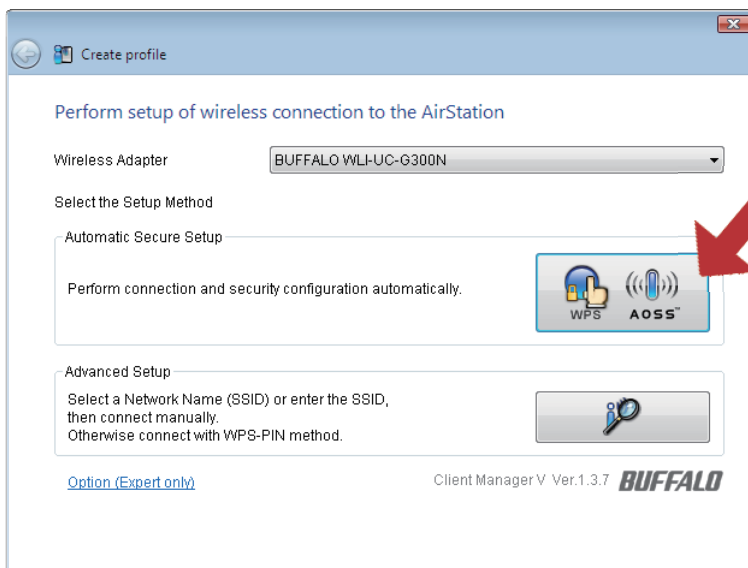 Create profile
Perform setup of wireless connection to the AirStation
Wireless Adapter
BUFFALO WLI-UC-G300N
Select the Setup Method
Automatic Secure Setup
Perform connection and security configuration automatically.
WPS AOSS™
Advanced Setup
Select a Network Name (SSID) or enter the SSID,
then connect manually.
Otherwise connect with WPS-PIN method.
Option (Expert only)
Client Manager V Ver.1.3.7 BUFFALO